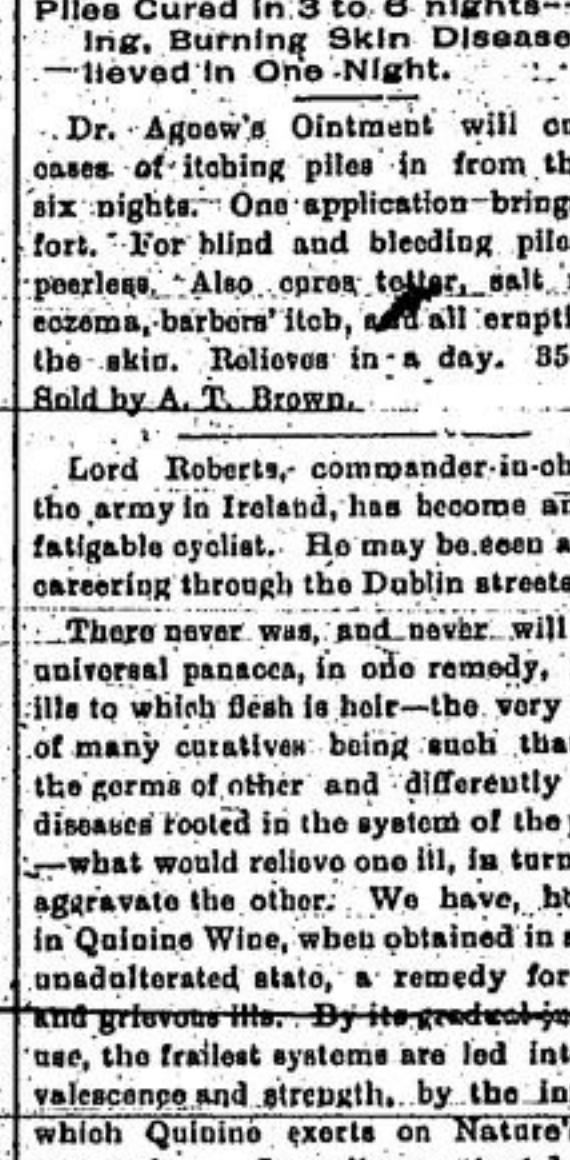 Piles Cured in 3 to 6 nights—
ing, Burning Skin Disease
lieved in One Night.
Dr. Agnew's Ointment will cu
cases of itching piles in from th
six nights. One application bring
fort. For blind and bleeding pile
peerless. Also cures tetter, salt
eczema, barbers' itch, and all erupti
the skin. Relieves in a day. 35
Sold by A. T. Brown.
Lord Roberts, commander-in-ch
the army in Ireland, has become an
fatigable cyclist. He may be seen a
careering through the Dublin streets
There never was, and never will
universal panacea, in one remedy,
ills to which flesh is heir—the very
of many curatives being such tha
the germs of other and differently
diseases rooted in the system of the
—what would relieve one ill, in turn
aggravate the other. We have, ho
in Quinine Wine, when obtained in a
unadulterated state, a remedy for
and grievous ills. By its gradual
use, the frailest systems are led int
valescence and strength, by the in
which Quinine exerts on Nature'